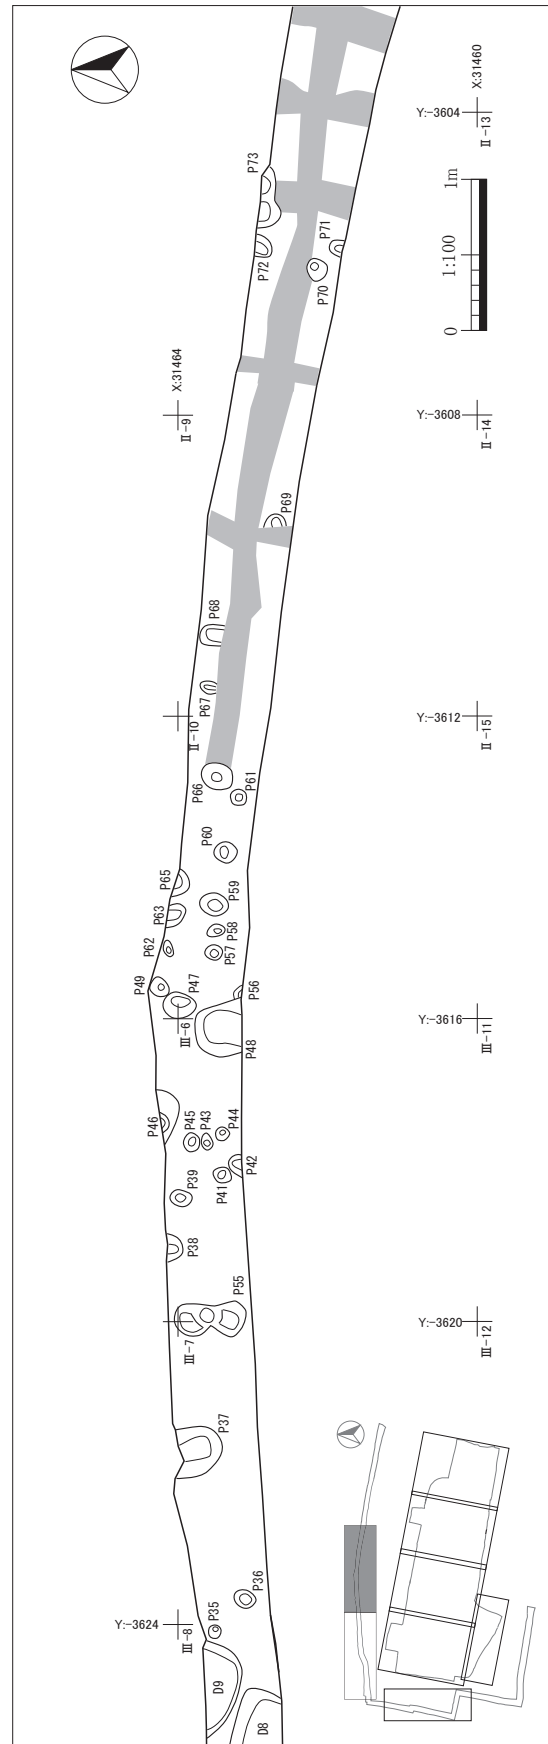 X:31460
Y:-3604
Ⅱ-13
P73
1m
P71
P72
P70
1:100
0
X:31464
Ⅱ-9
Y:-3608
Ⅱ-14
P69
P68
P67
Ⅱ-10
Y:-3612
Ⅱ-15
P66
P61
P60
P65
P59
P63
P58
P62
P57
P49
P47
P56
Ⅲ-6
Y:-3616
Ⅲ-11
P48
P46
P45
P43
P44
P42
P39
P41
P38
P55
Ⅲ-7
Y:-3620
Ⅲ-12
P37
P36
P35
Y:-3624
Ⅲ-8
D9
D8